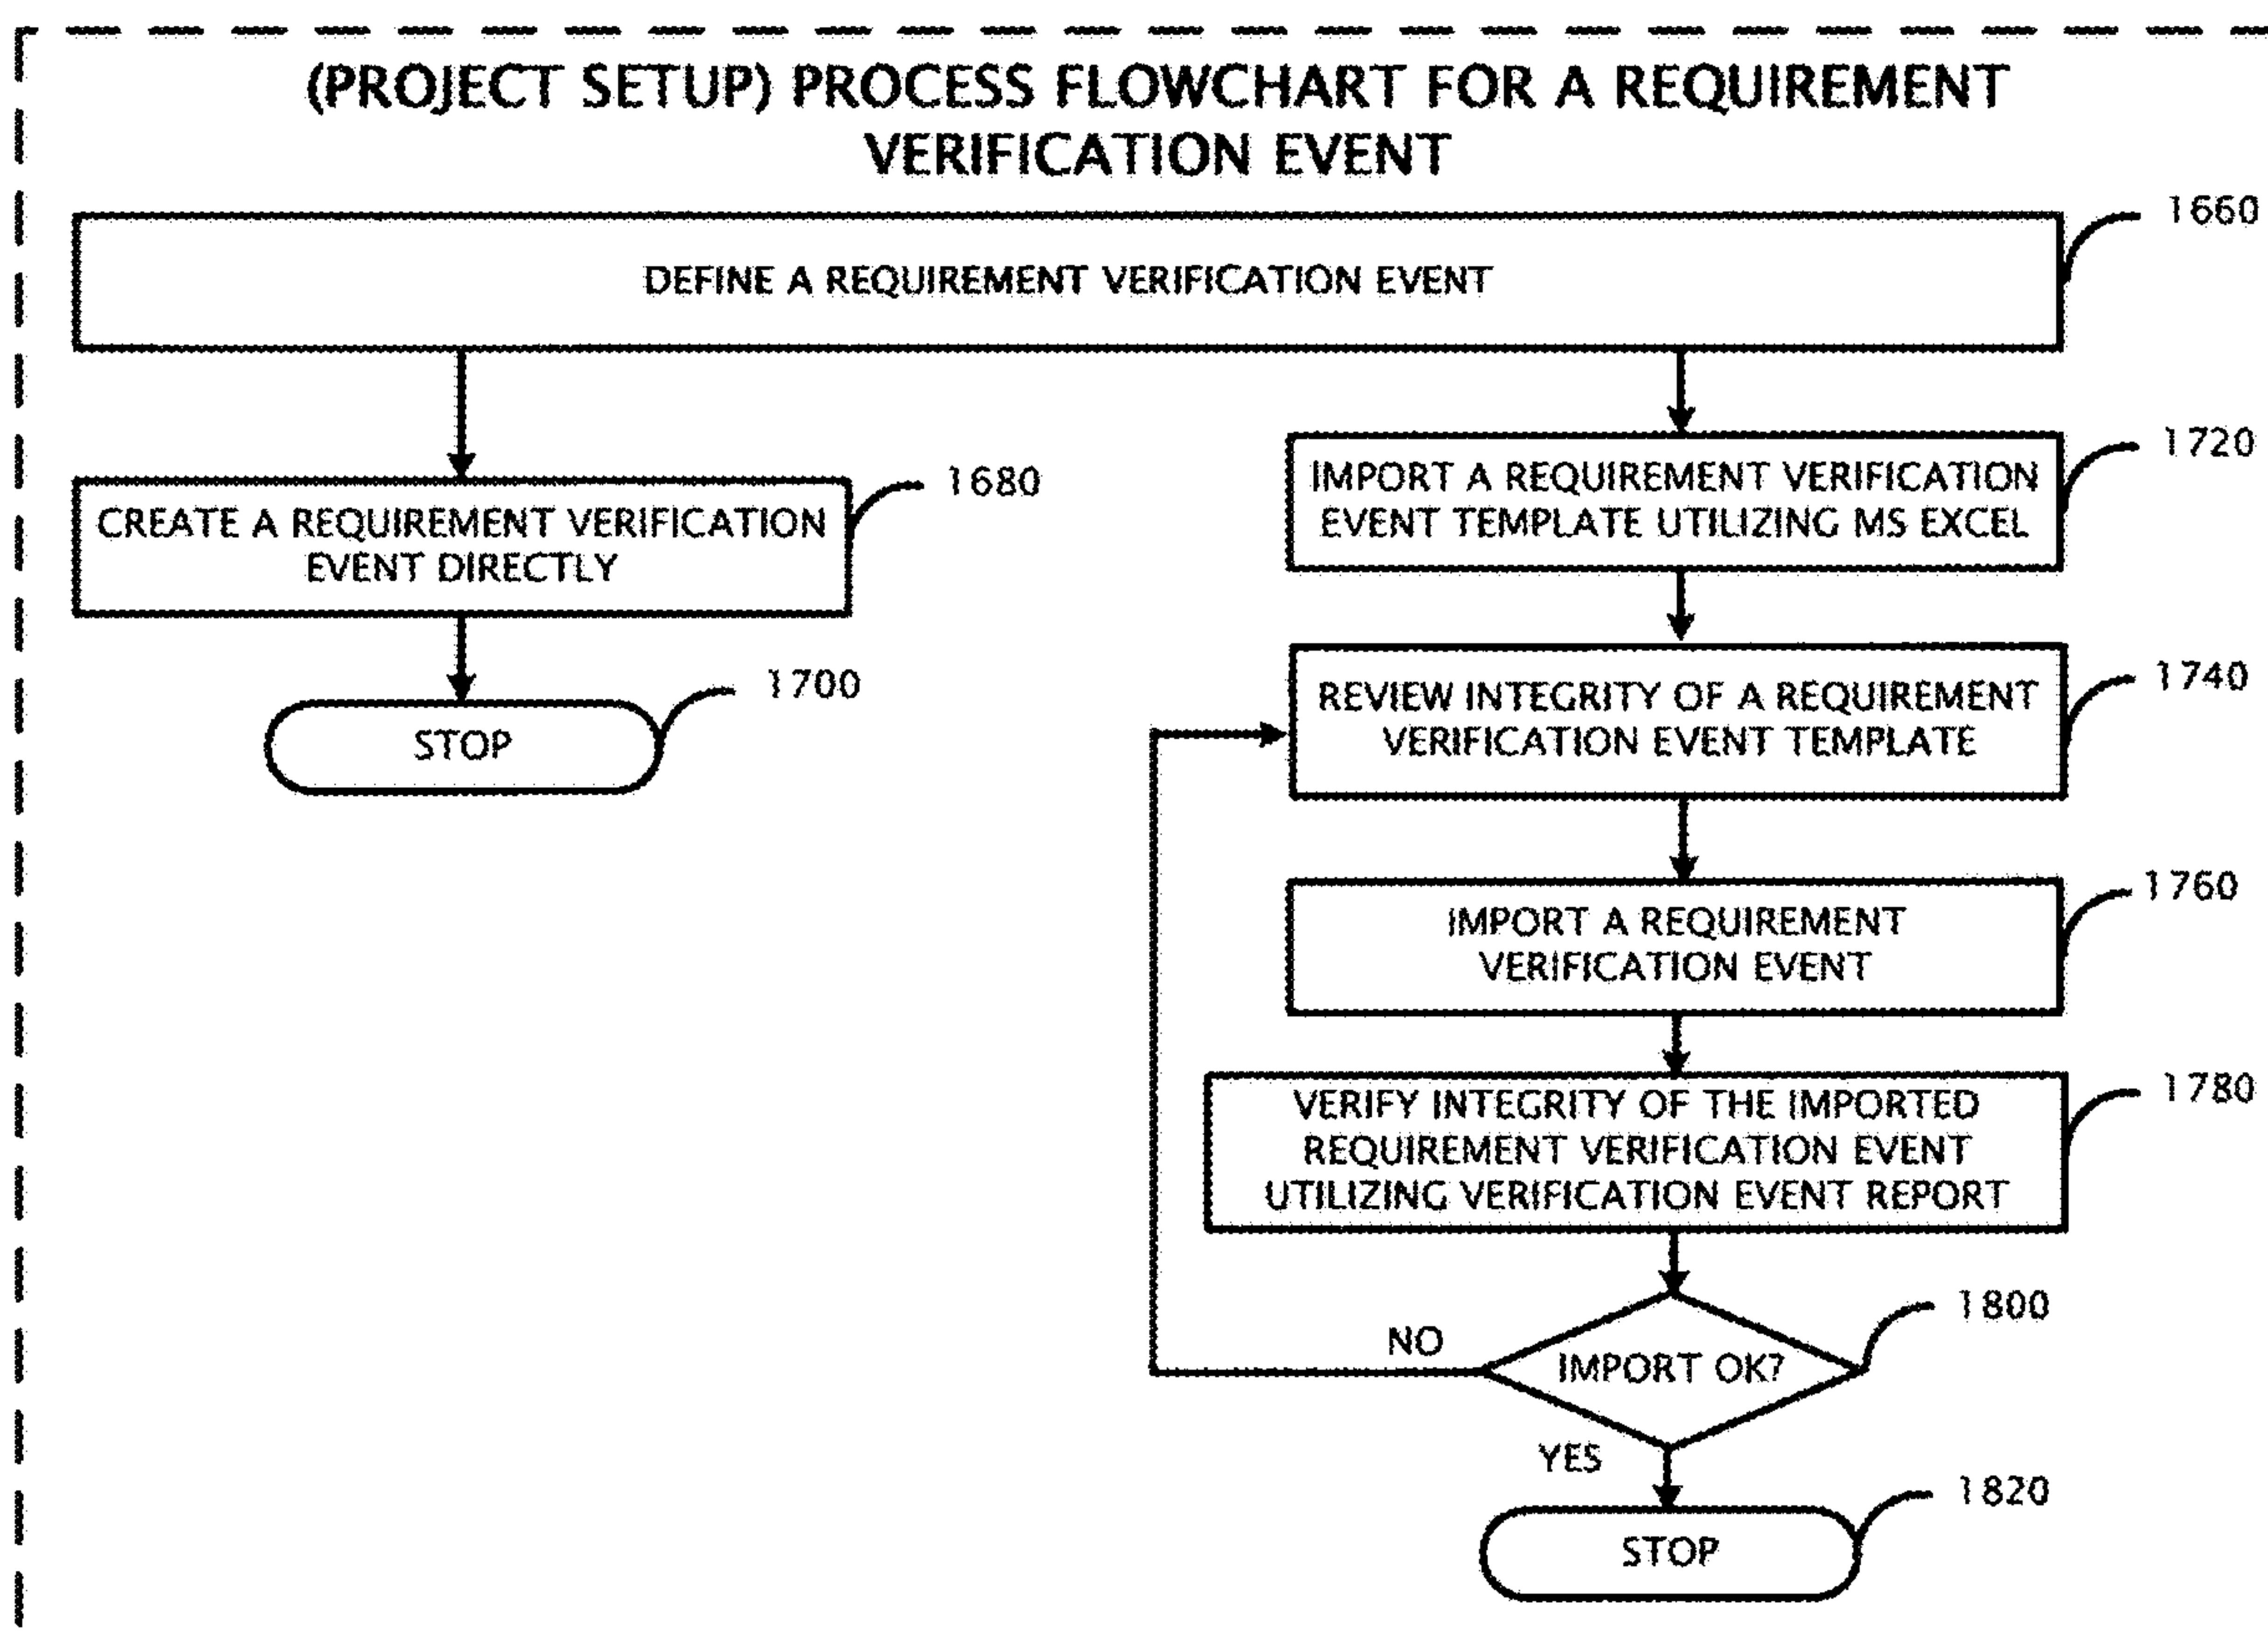 (PROJECT SETUP) PROCESS FLOWCHART FOR A REQUIREMENT
VERIFICATION EVENT
1660
DEFINE A REQUIREMENT VERIFICATION EVENT
1680
CREATE A REQUIREMENT VERIFICATION
EVENT DIRECTLY
1700
STOP
1720
IMPORT A REQUIREMENT VERIFICATION
EVENT TEMPLATE UTILIZING MS EXCEL
1740
REVIEW INTEGRITY OF A REQUIREMENT
VERIFICATION EVENT TEMPLATE
1760
IMPORT A REQUIREMENT
VERIFICATION EVENT
1780
VERIFY INTEGRITY OF THE IMPORTED
REQUIREMENT VERIFICATION EVENT
UTILIZING VERIFICATION EVENT REPORT
1800
NO
IMPORT OK?
YES
1820
STOP